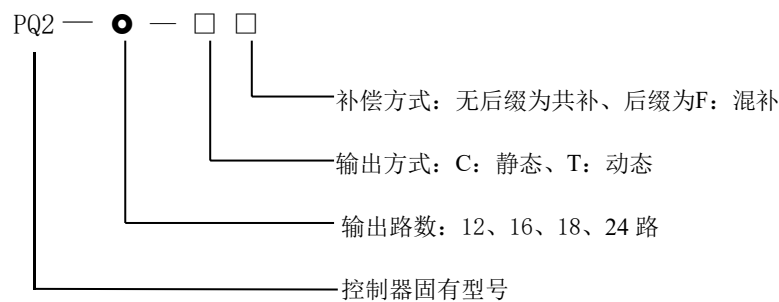 PQ2 — — □ □
补偿方式：无后缀为共补、后缀为F：混补
输出方式：C：静态、T：动态
输出路数：12、16、18、24 路
控制器固有型号